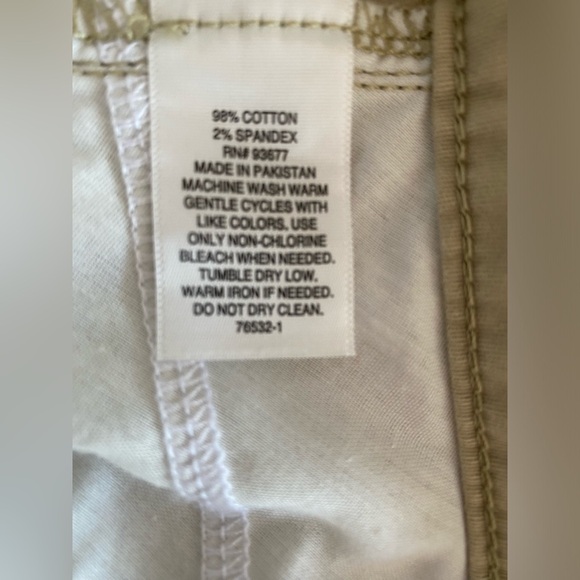 98% COTTON
2% SPANDEX
RN# 93677
MADE IN PAKISTAN
MACHINE WASH WARM
GENTLE CYCLES WITH
LIKE COLORS. USE
ONLY NON-CHLORINE
BLEACH WHEN NEEDED.
TUMBLE DRY LOW.
WARM IRON IF NEEDED.
DO NOT DRY CLEAN.
76532-1